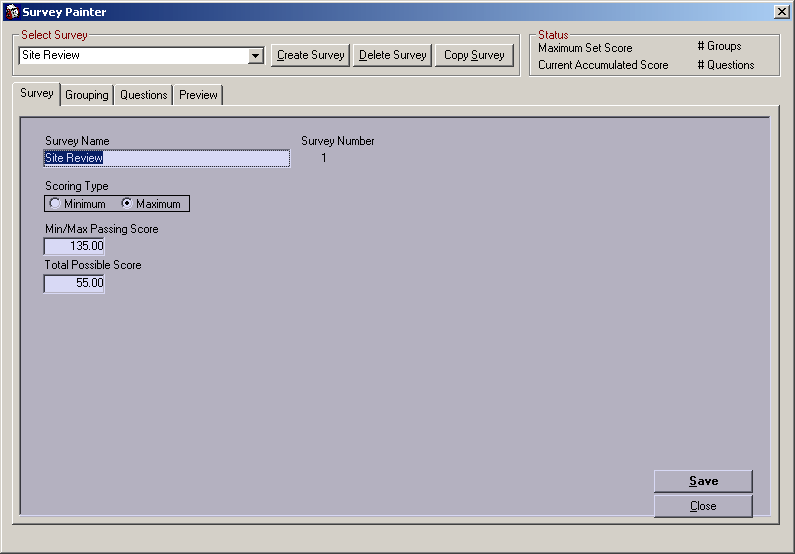 Survey Painter
Select Survey
Site Review
Create Survey Delete Survey Copy Survey
Status
Maximum Set Score # Groups
Current Accumulated Score # Questions
Survey Grouping Questions Preview
Survey Name Survey Number
Site Review 1
Scoring Type
Minimum Maximum
Min/Max Passing Score
135.00
Total Possible Score
55.00
Save
Close